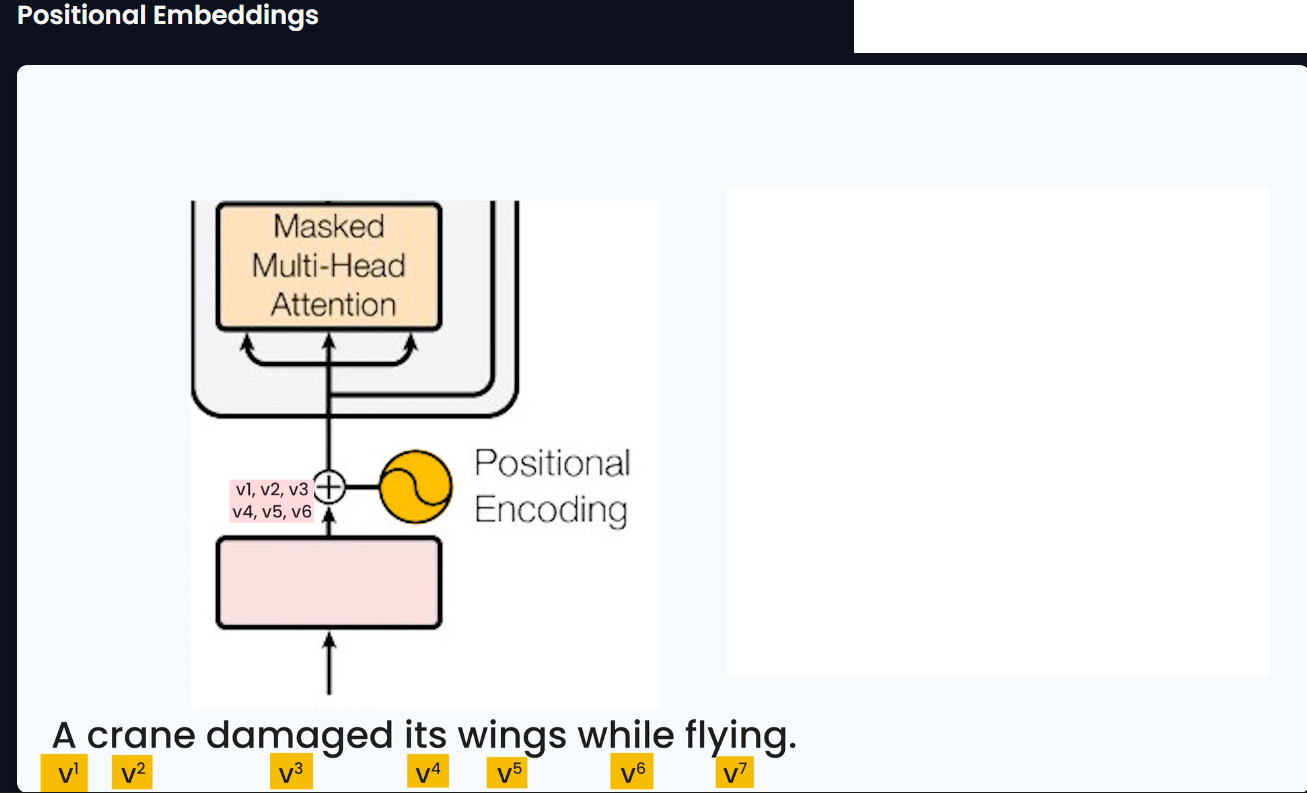 Positional Embeddings
Masked
Multi-Head
Attention
Positional
Encoding
v1, v2, v3
v4, v5, v6
A crane damaged its wings while flying.
v¹ v² v³ v⁴ v⁵ v⁶ v⁷